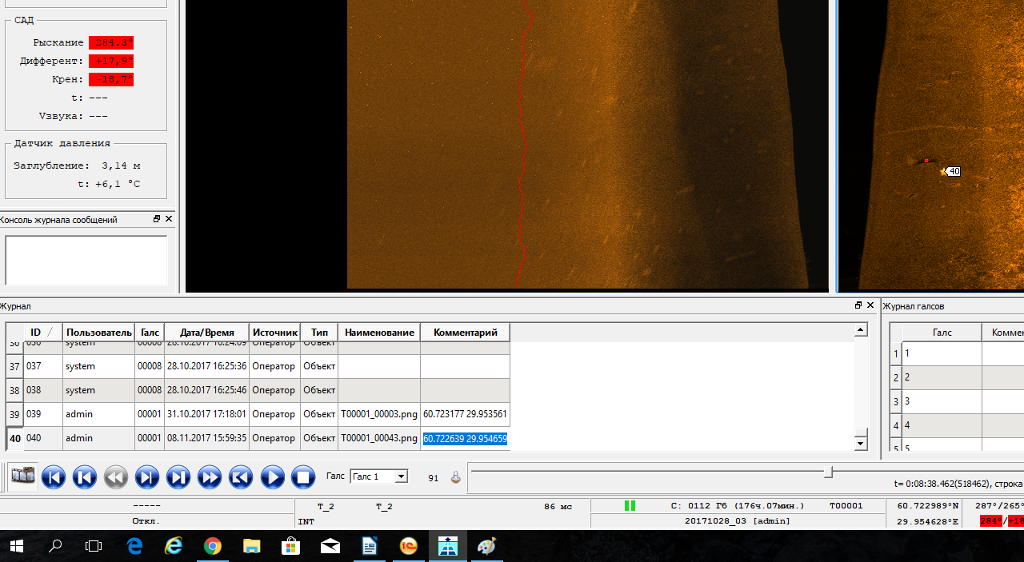 САД
Рыскание 284.3°
Дифферент: +17,9°
Крен: -18,7°
t: ---
Vзвука: ---
Датчик давления
Заглубление: 3,14 м
t: +6,1 °C
Консоль журнала сообщений
40
Журнал
ID Пользователь Галс Дата/Время Источник Тип Наименование Комментарий
36 036 system 00008 28.10.2017 16:24:09 Оператор Объект
37 037 system 00008 28.10.2017 16:25:36 Оператор Объект
38 038 system 00008 28.10.2017 16:25:46 Оператор Объект
39 039 admin 00001 31.10.2017 17:18:01 Оператор Объект T00001_00003.png 60.723177 29.953561
40 040 admin 00001 08.11.2017 15:59:35 Оператор Объект T00001_00043.png 60.722639 29.954659
Журнал галсов
Галс
1 1
2 2
3 3
4 4
5 5
Галс Галс 1 91
t= 0:08:38.462(518462), строка
----- T_2 T_2 86 мс C: 0112 Гб (176ч.07мин.) T00001 60.722989°N 287°/265°
Откл. INT 20171028_03 [admin] 29.954628°E 284°/+18